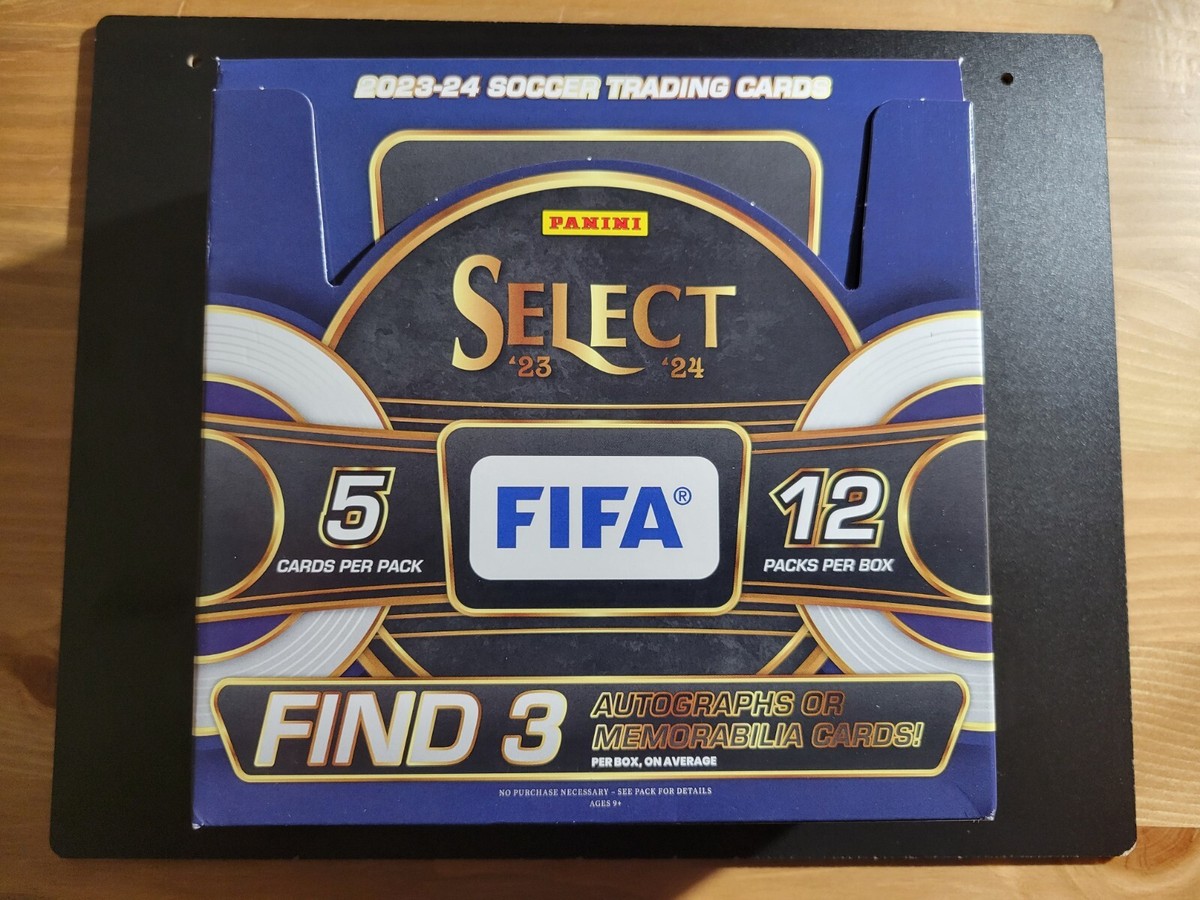 2023-24 SOCCER TRADING CARDS
PANINI
SELECT
'23 '24
5
CARDS PER PACK
FIFA®
12
PACKS PER BOX
FIND 3
AUTOGRAPHS OR
MEMORABILIA CARDS!
PER BOX, ON AVERAGE
NO PURCHASE NECESSARY – SEE PACK FOR DETAILS
AGES 9+